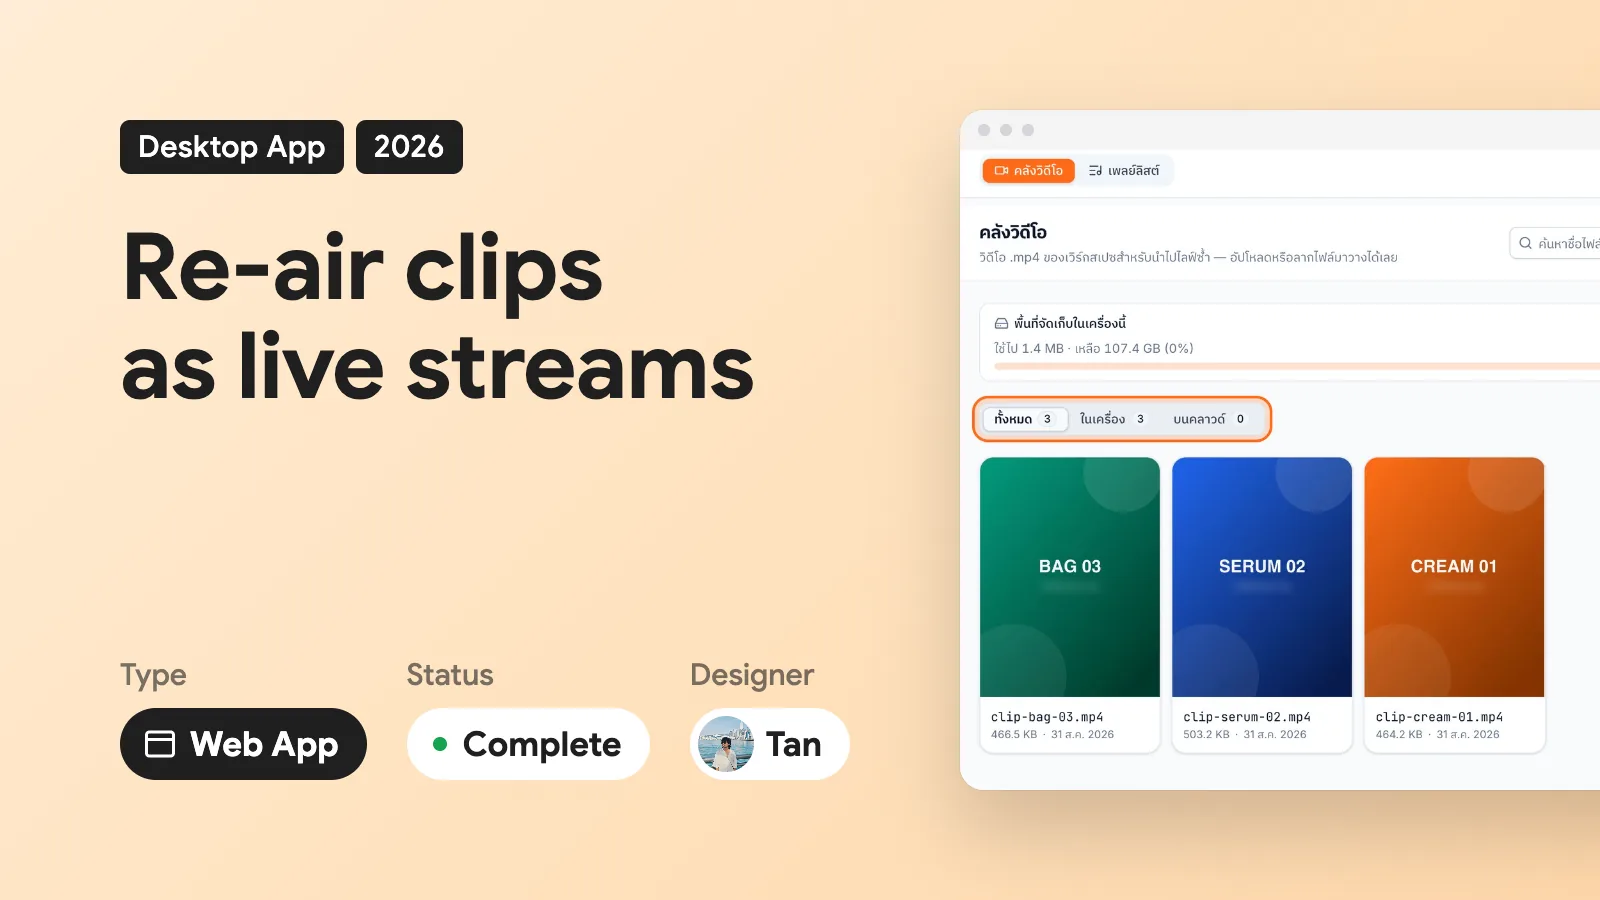 Desktop App
2026
Re-air clips
as live streams
Type
Web App
Status
Complete
Designer
Tan
คลังวิดีโอ
เพลย์ลิสต์
คลังวิดีโอ
วิดีโอ .mp4 ของเวิร์กสเปซสำหรับนำไปไลฟ์ซ้ำ — อัปโหลดหรือลากไฟล์มาวางได้เลย
ค้นหาชื่อไฟล์
พื้นที่จัดเก็บในเครื่องนี้
ใช้ไป 1.4 MB · เหลือ 107.4 GB (0%)
ทั้งหมด 3
ในเครื่อง 3
บนคลาวด์ 0
BAG 03
clip-bag-03.mp4
466.5 KB · 31 ส.ค. 2026
SERUM 02
clip-serum-02.mp4
503.2 KB · 31 ส.ค. 2026
CREAM 01
clip-cream-01.mp4
464.2 KB · 31 ส.ค. 2026